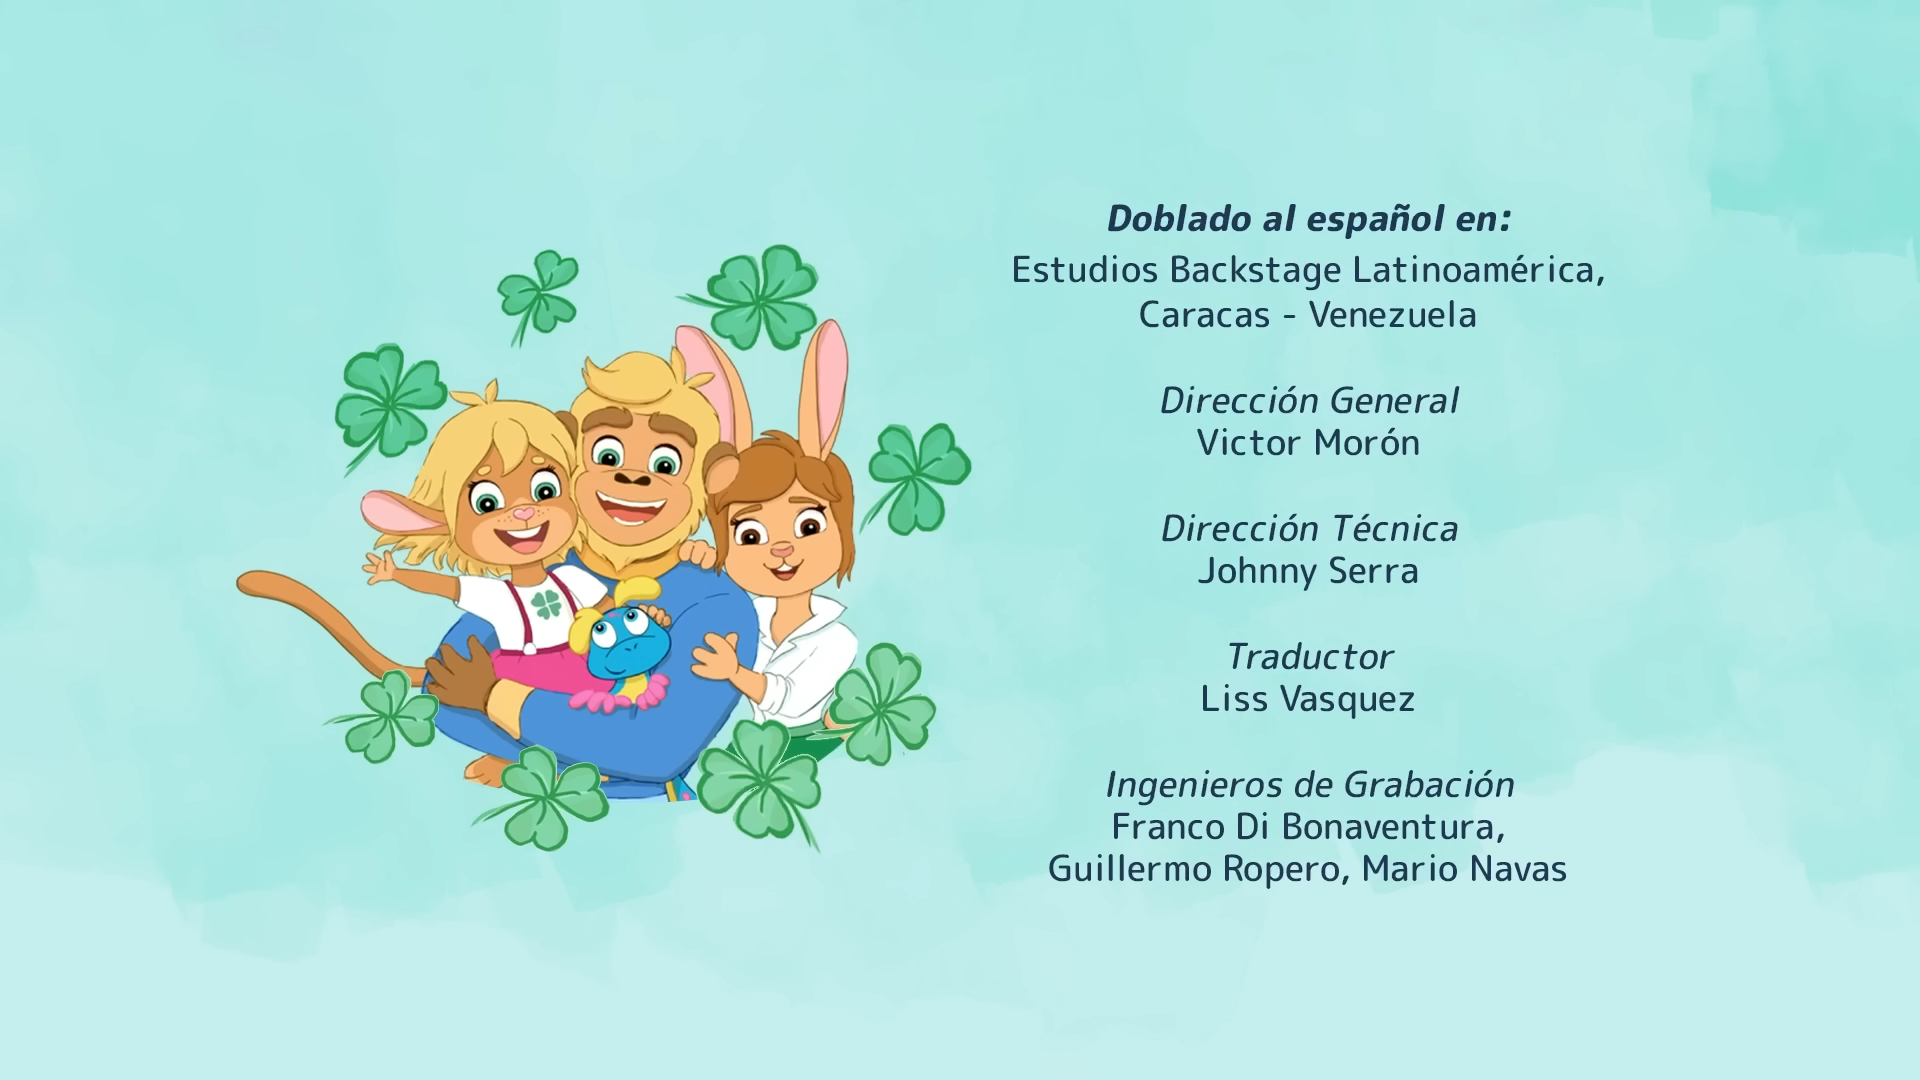 Doblado al español en:
Estudios Backstage Latinoamérica,
Caracas - Venezuela
Dirección General
Victor Morón
Dirección Técnica
Johnny Serra
Traductor
Liss Vasquez
Ingenieros de Grabación
Franco Di Bonaventura,
Guillermo Ropero, Mario Navas